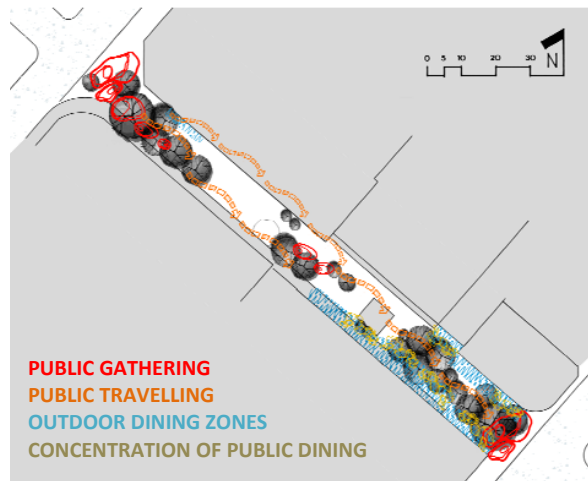 0 5 10 20 30
N
PUBLIC GATHERING
PUBLIC TRAVELLING
OUTDOOR DINING ZONES
CONCENTRATION OF PUBLIC DINING